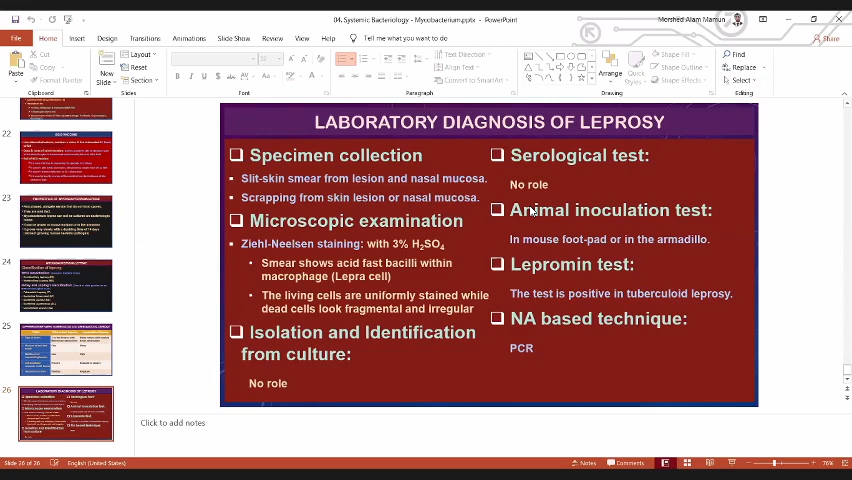 04. Systemic Bacteriology - Mycobacterium.pptx - PowerPoint
Morshed Alam Mamun
File
Home
Insert
Design
Transitions
Animations
Slide Show
Review
View
Help
Tell me what you want to do
Share
Paste
Cut
Copy
Format Painter
Clipboard
New
Slide
Layout
Reset
Section
Slides
Font
Text Direction
Align Text
Convert to SmartArt
Paragraph
Arrange
Quick
Styles
Shape Fill
Shape Outline
Shape Effects
Drawing
Find
Replace
Select
Editing
22
23
24
25
26
LABORATORY DIAGNOSIS OF LEPROSY
Specimen collection
Slit-skin smear from lesion and nasal mucosa.
Scrapping from skin lesion or nasal mucosa.
Microscopic examination
Ziehl-Neelsen staining: with 3% H2SO4
Smear shows acid fast bacilli within
macrophage (Lepra cell)
The living cells are uniformly stained while
dead cells look fragmental and irregular
Isolation and Identification
from culture:
No role
Serological test:
No role
Animal inoculation test:
In mouse foot-pad or in the armadillo.
Lepromin test:
The test is positive in tuberculoid leprosy.
NA based technique:
PCR
Click to add notes
Slide 26 of 26
English (United States)
Notes
Comments
76%